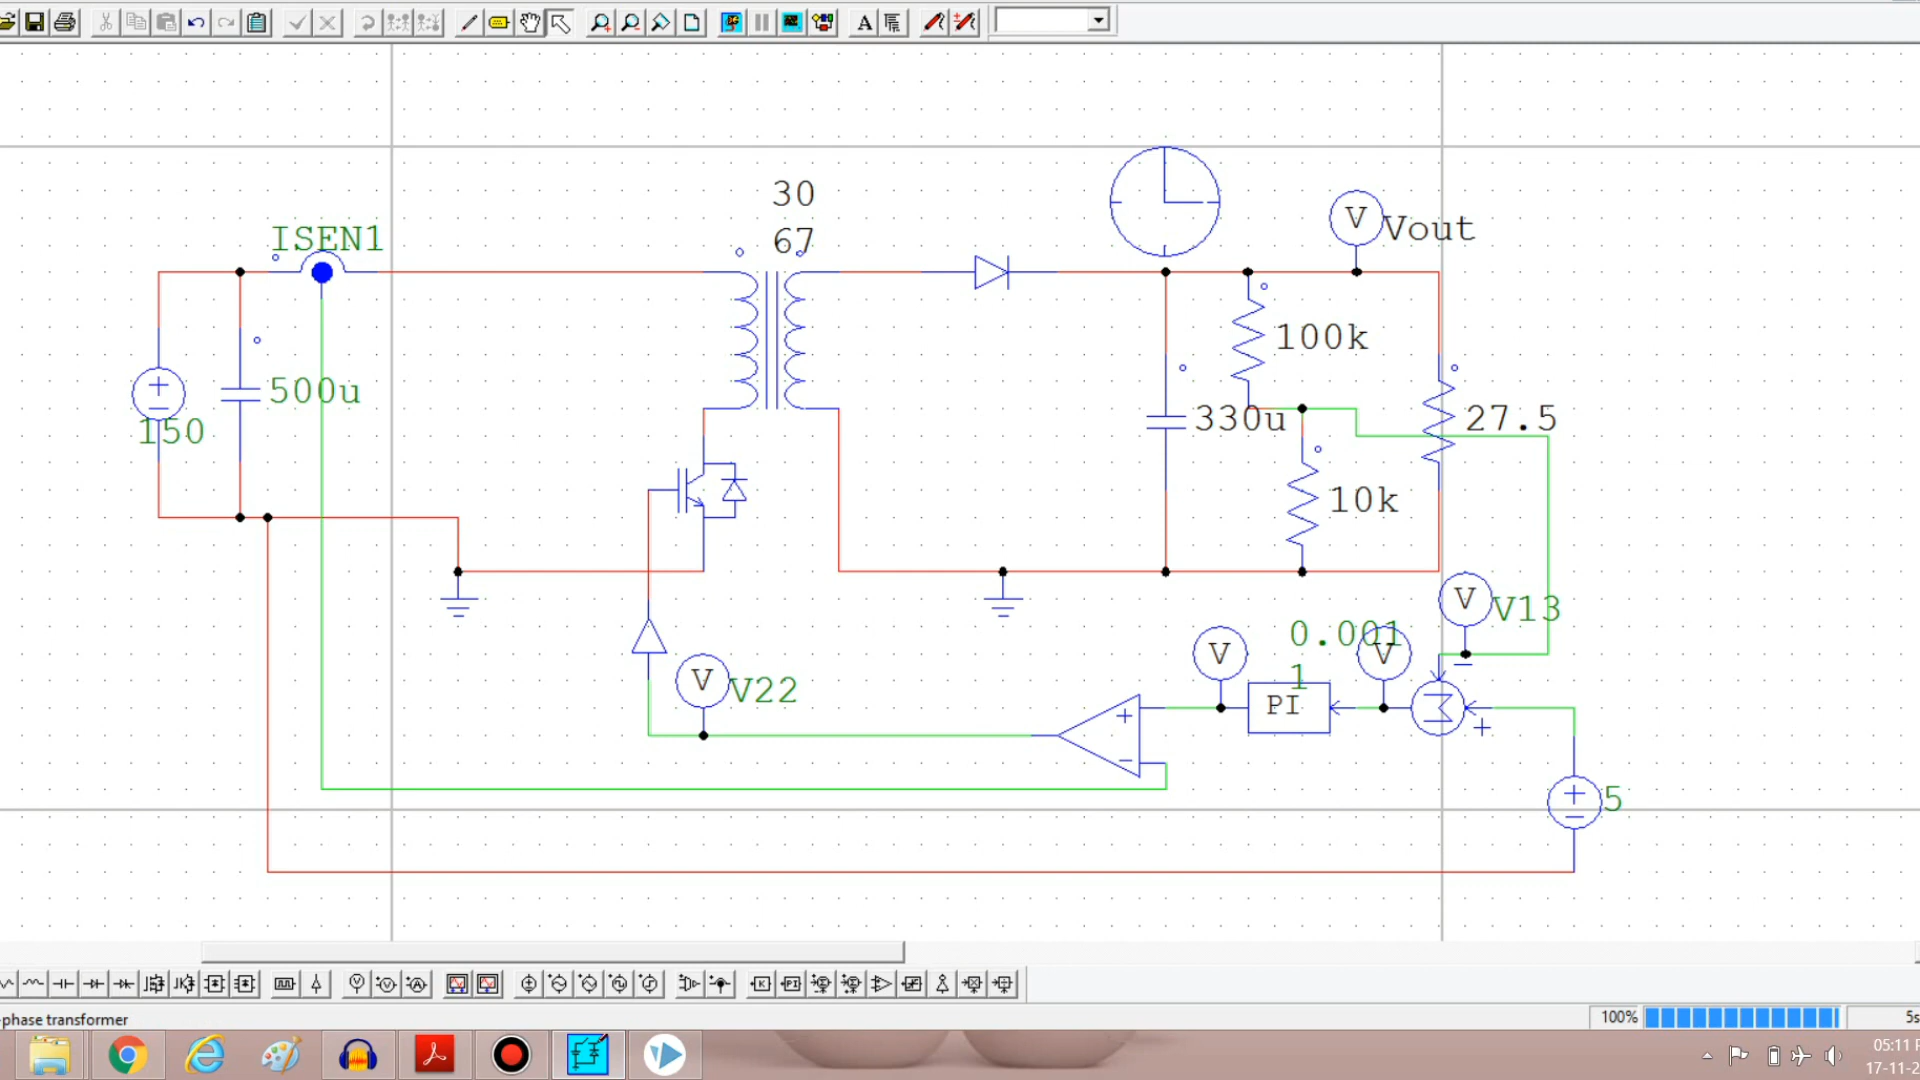 30
67
ISEN1
V
Vout
100k
500u
150
330u
27.5
10k
V
V13
0.001
1
V
V
PI
V
V22
5
phase transformer
100%
5s
05:11
17-11-2